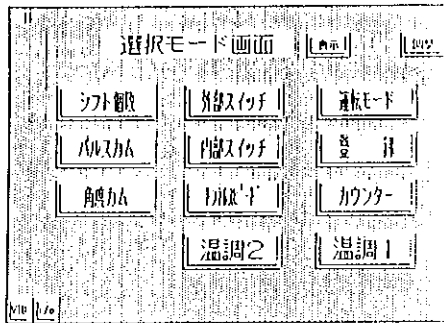 選択モード画面 表示
シフト個数 外部スイッチ 運転モード
パルスカム 内部スイッチ 登録
角度カム カウンター
温調2 温調1
I/O